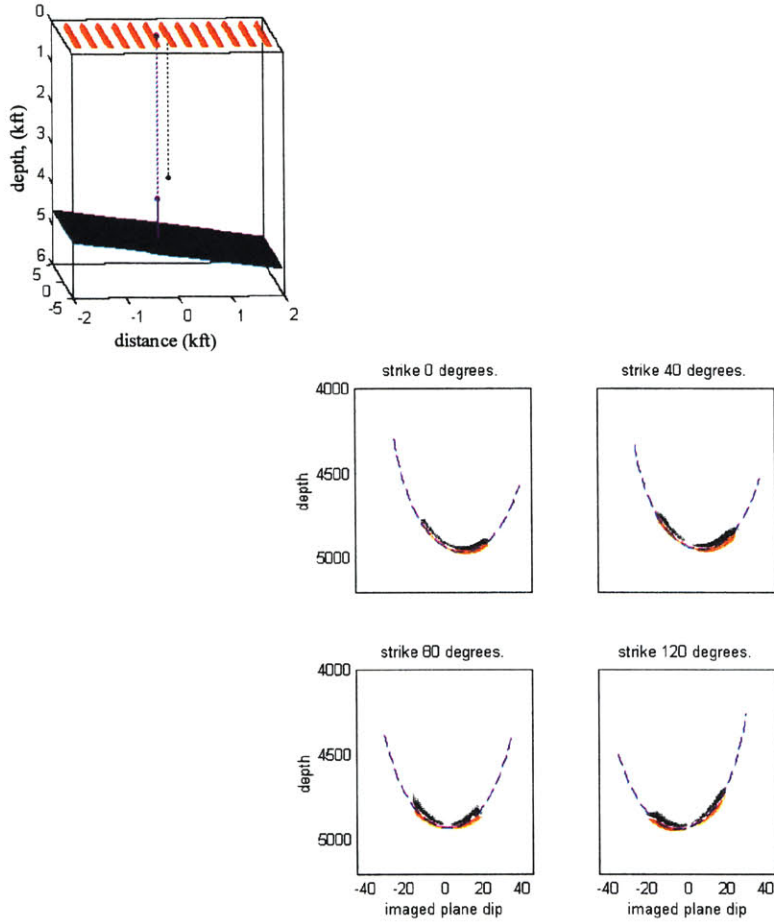 0
1
2
3
4
5
6
depth, (kft)
5
0
-5
-2
-1
0
1
2
distance (kft)
strike 0 degrees.
strike 40 degrees.
4000
4500
5000
depth
strike 80 degrees.
strike 120 degrees.
4000
4500
5000
depth
-40 -20 0 20 40
-40 -20 0 20 40
imaged plane dip
imaged plane dip